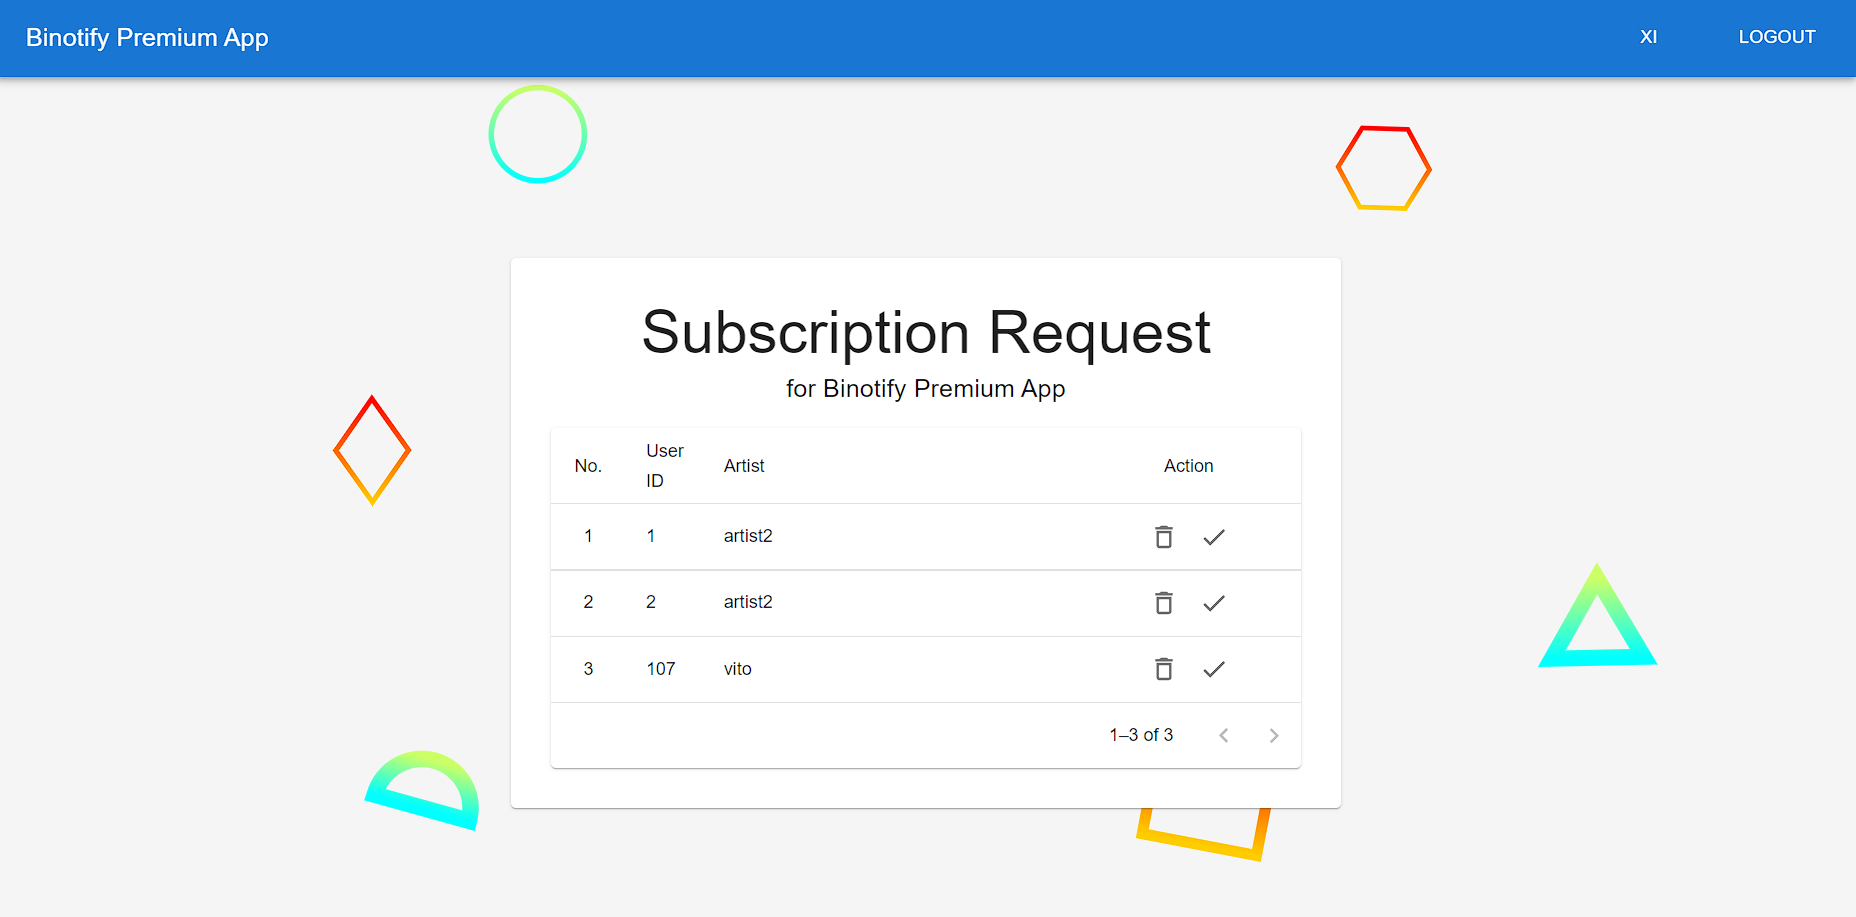 Binotify Premium App XI LOGOUT
Subscription Request
for Binotify Premium App
No. User ID Artist Action
1 1 artist2
2 2 artist2
3 107 vito
1–3 of 3